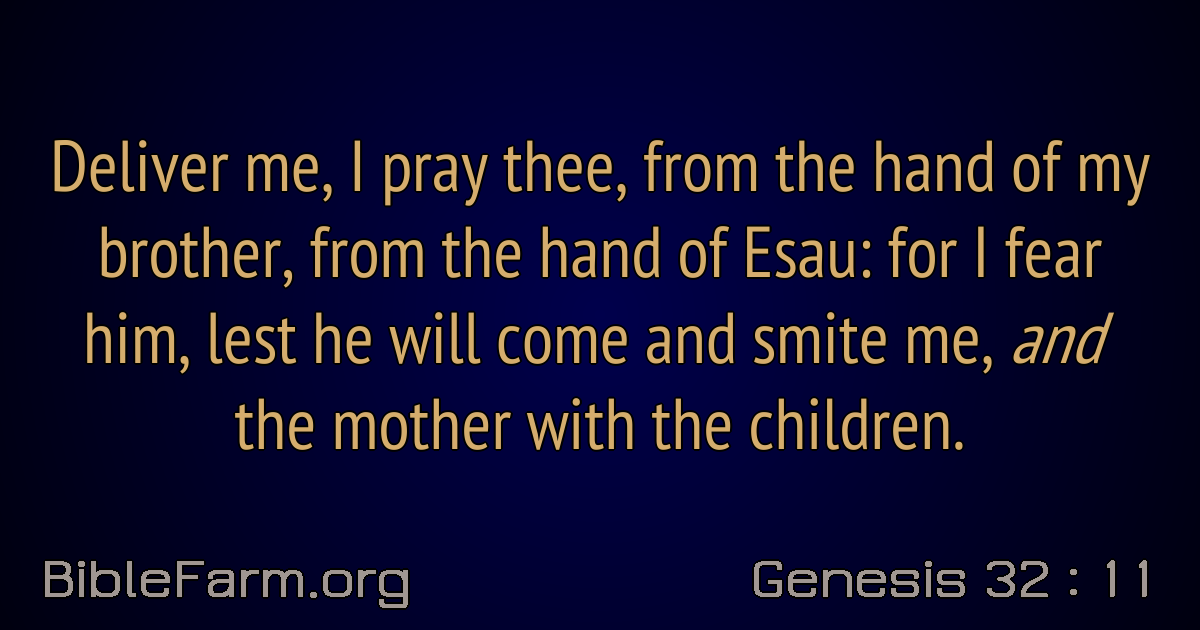 Deliver me, I pray thee, from the hand of my
brother, from the hand of Esau: for I fear
him, lest he will come and smite me, and
the mother with the children.
BibleFarm.org
Genesis 32 : 11